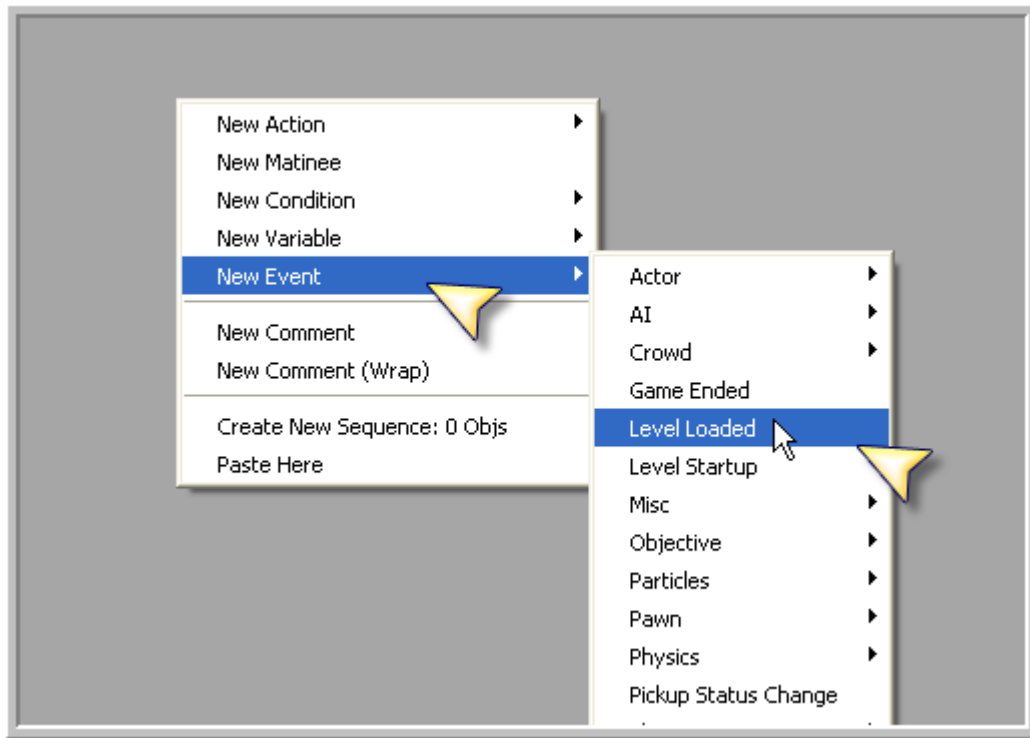 New Action
New Matinee
New Condition
New Variable
New Event
New Comment
New Comment (Wrap)
Create New Sequence: 0 Objs
Paste Here
Actor
AI
Crowd
Game Ended
Level Loaded
Level Startup
Misc
Objective
Particles
Pawn
Physics
Pickup Status Change